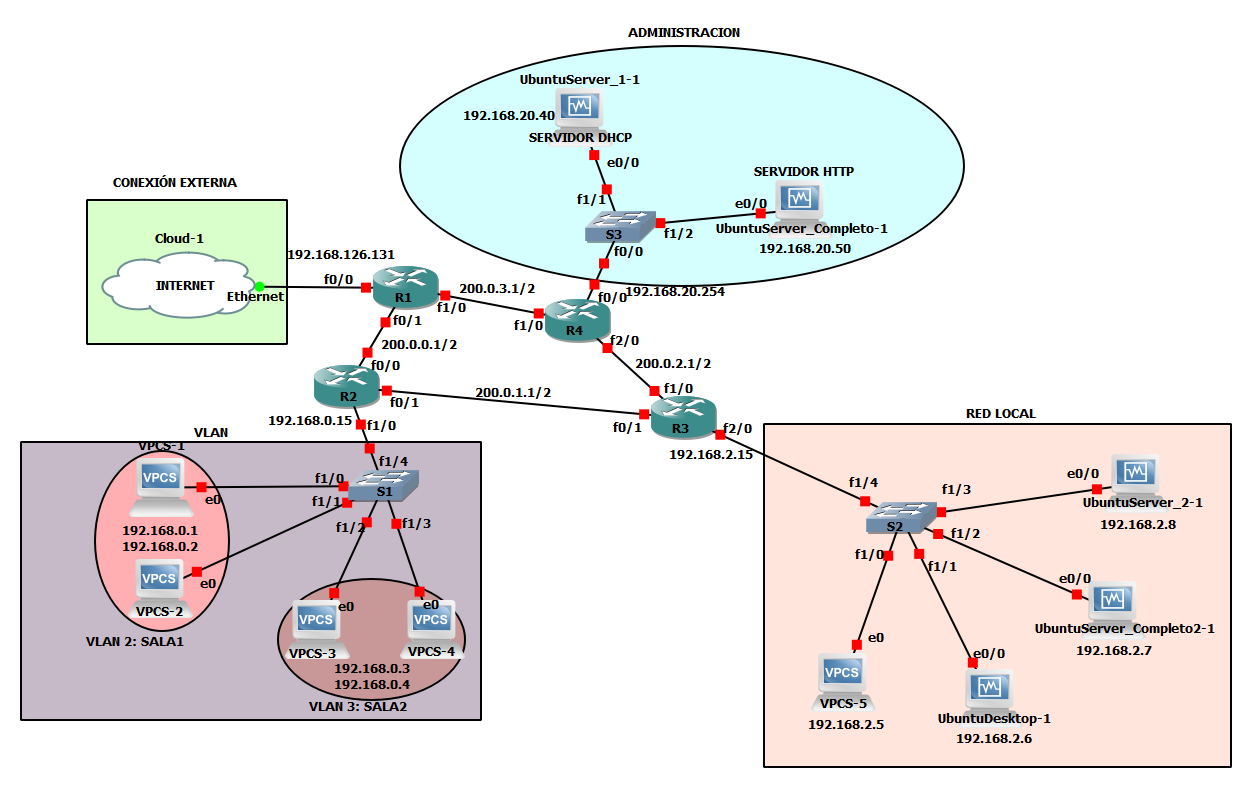 ADMINISTRACION
UbuntuServer_1-1
192.168.20.40
SERVIDOR DHCP
e0/0
SERVIDOR HTTP
e0/0
f1/1
S3
f1/2
UbuntuServer_Completo-1
192.168.20.50
f0/0
CONEXIÓN EXTERNA
Cloud-1
INTERNET
Ethernet
192.168.126.131
f0/0
R1
f1/0
f0/1
200.0.3.1/2
f0/0
192.168.20.254
f1/0
R4
f2/0
200.0.0.1/2
f0/0
R2
f0/1
200.0.1.1/2
200.0.2.1/2
f1/0
f0/1
R3
f2/0
192.168.2.15
192.168.0.15
f1/0
VLAN
VPCS-1
VPCS
e0
192.168.0.1
192.168.0.2
VPCS
e0
VPCS-2
VLAN 2: SALA1
f1/4
f1/0
S1
f1/1
f1/2
f1/3
e0
e0
VPCS
VPCS
VPCS-3
VPCS-4
192.168.0.3
192.168.0.4
VLAN 3: SALA2
RED LOCAL
f1/4
f1/3
e0/0
S2
UbuntuServer_2-1
192.168.2.8
f1/2
f1/0
f1/1
e0/0
UbuntuServer_Completo2-1
192.168.2.7
e0
VPCS
VPCS-5
192.168.2.5
e0/0
UbuntuDesktop-1
192.168.2.6